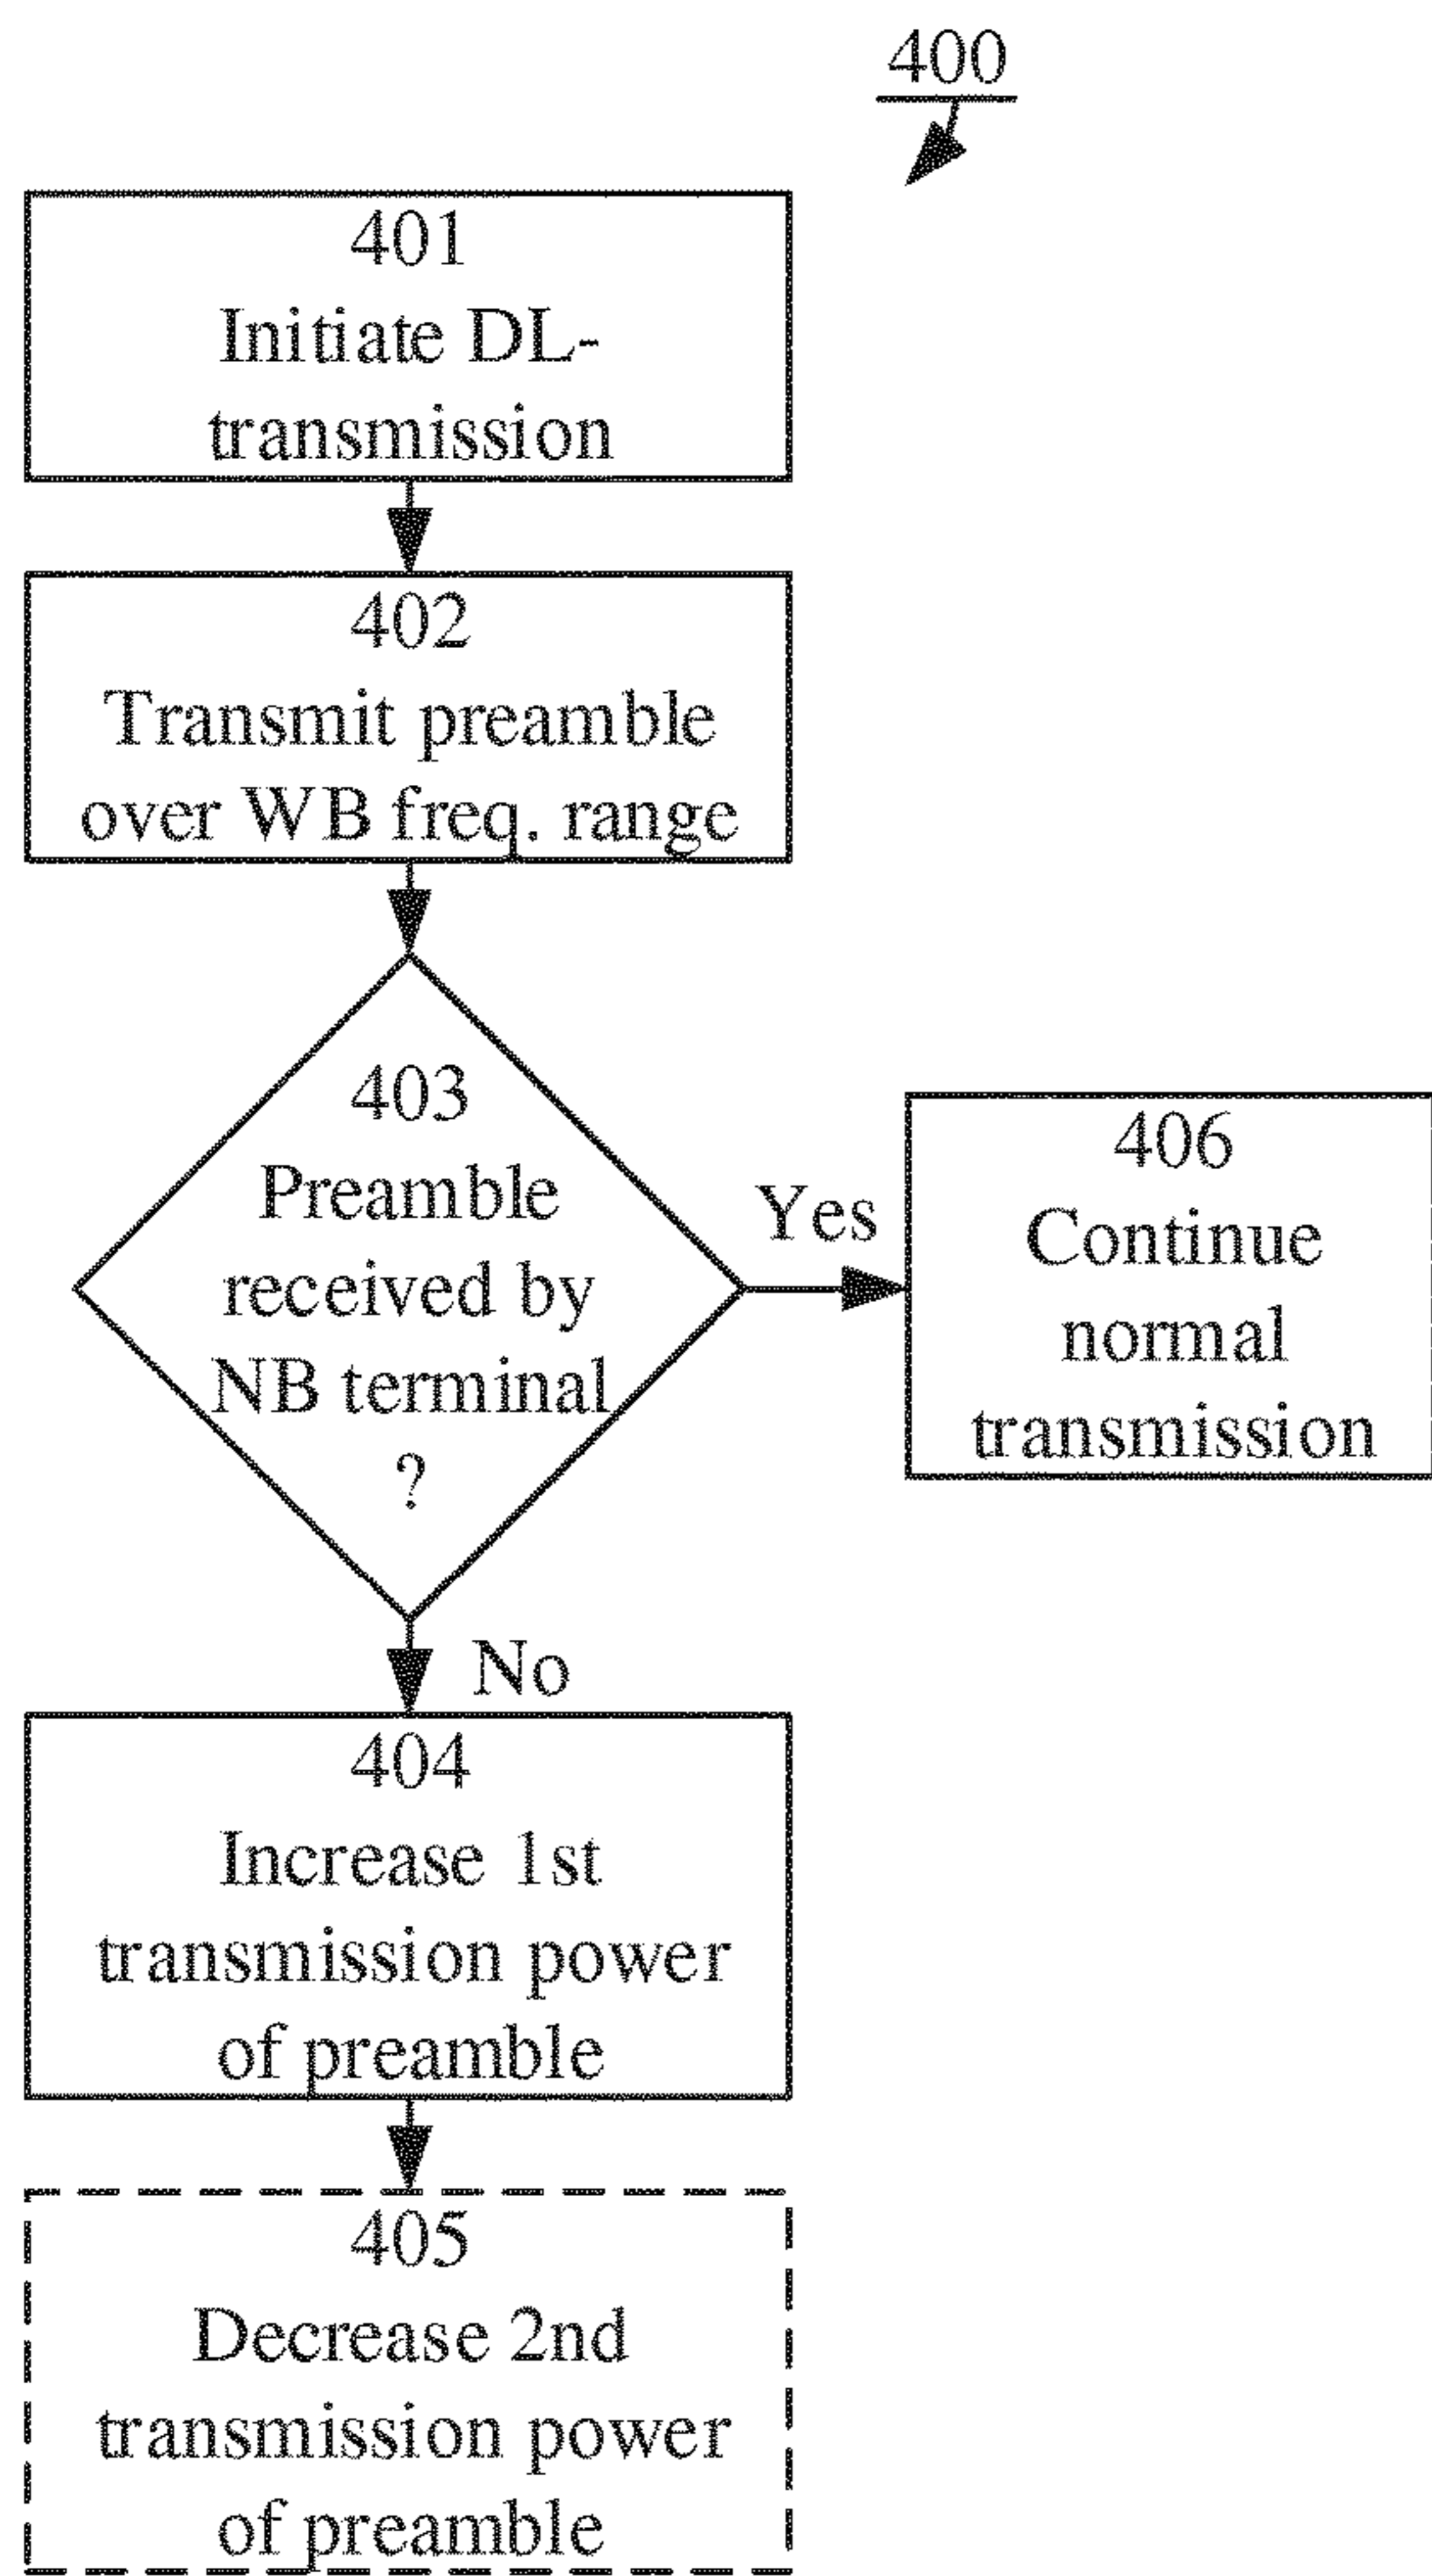 400
401
Initiate DL-
transmission
402
Transmit preamble
over WB freq. range
403
Preamble
received by
NB terminal
?
Yes
406
Continue
normal
transmission
No
404
Increase 1st
transmission power
of preamble
405
Decrease 2nd
transmission power
of preamble